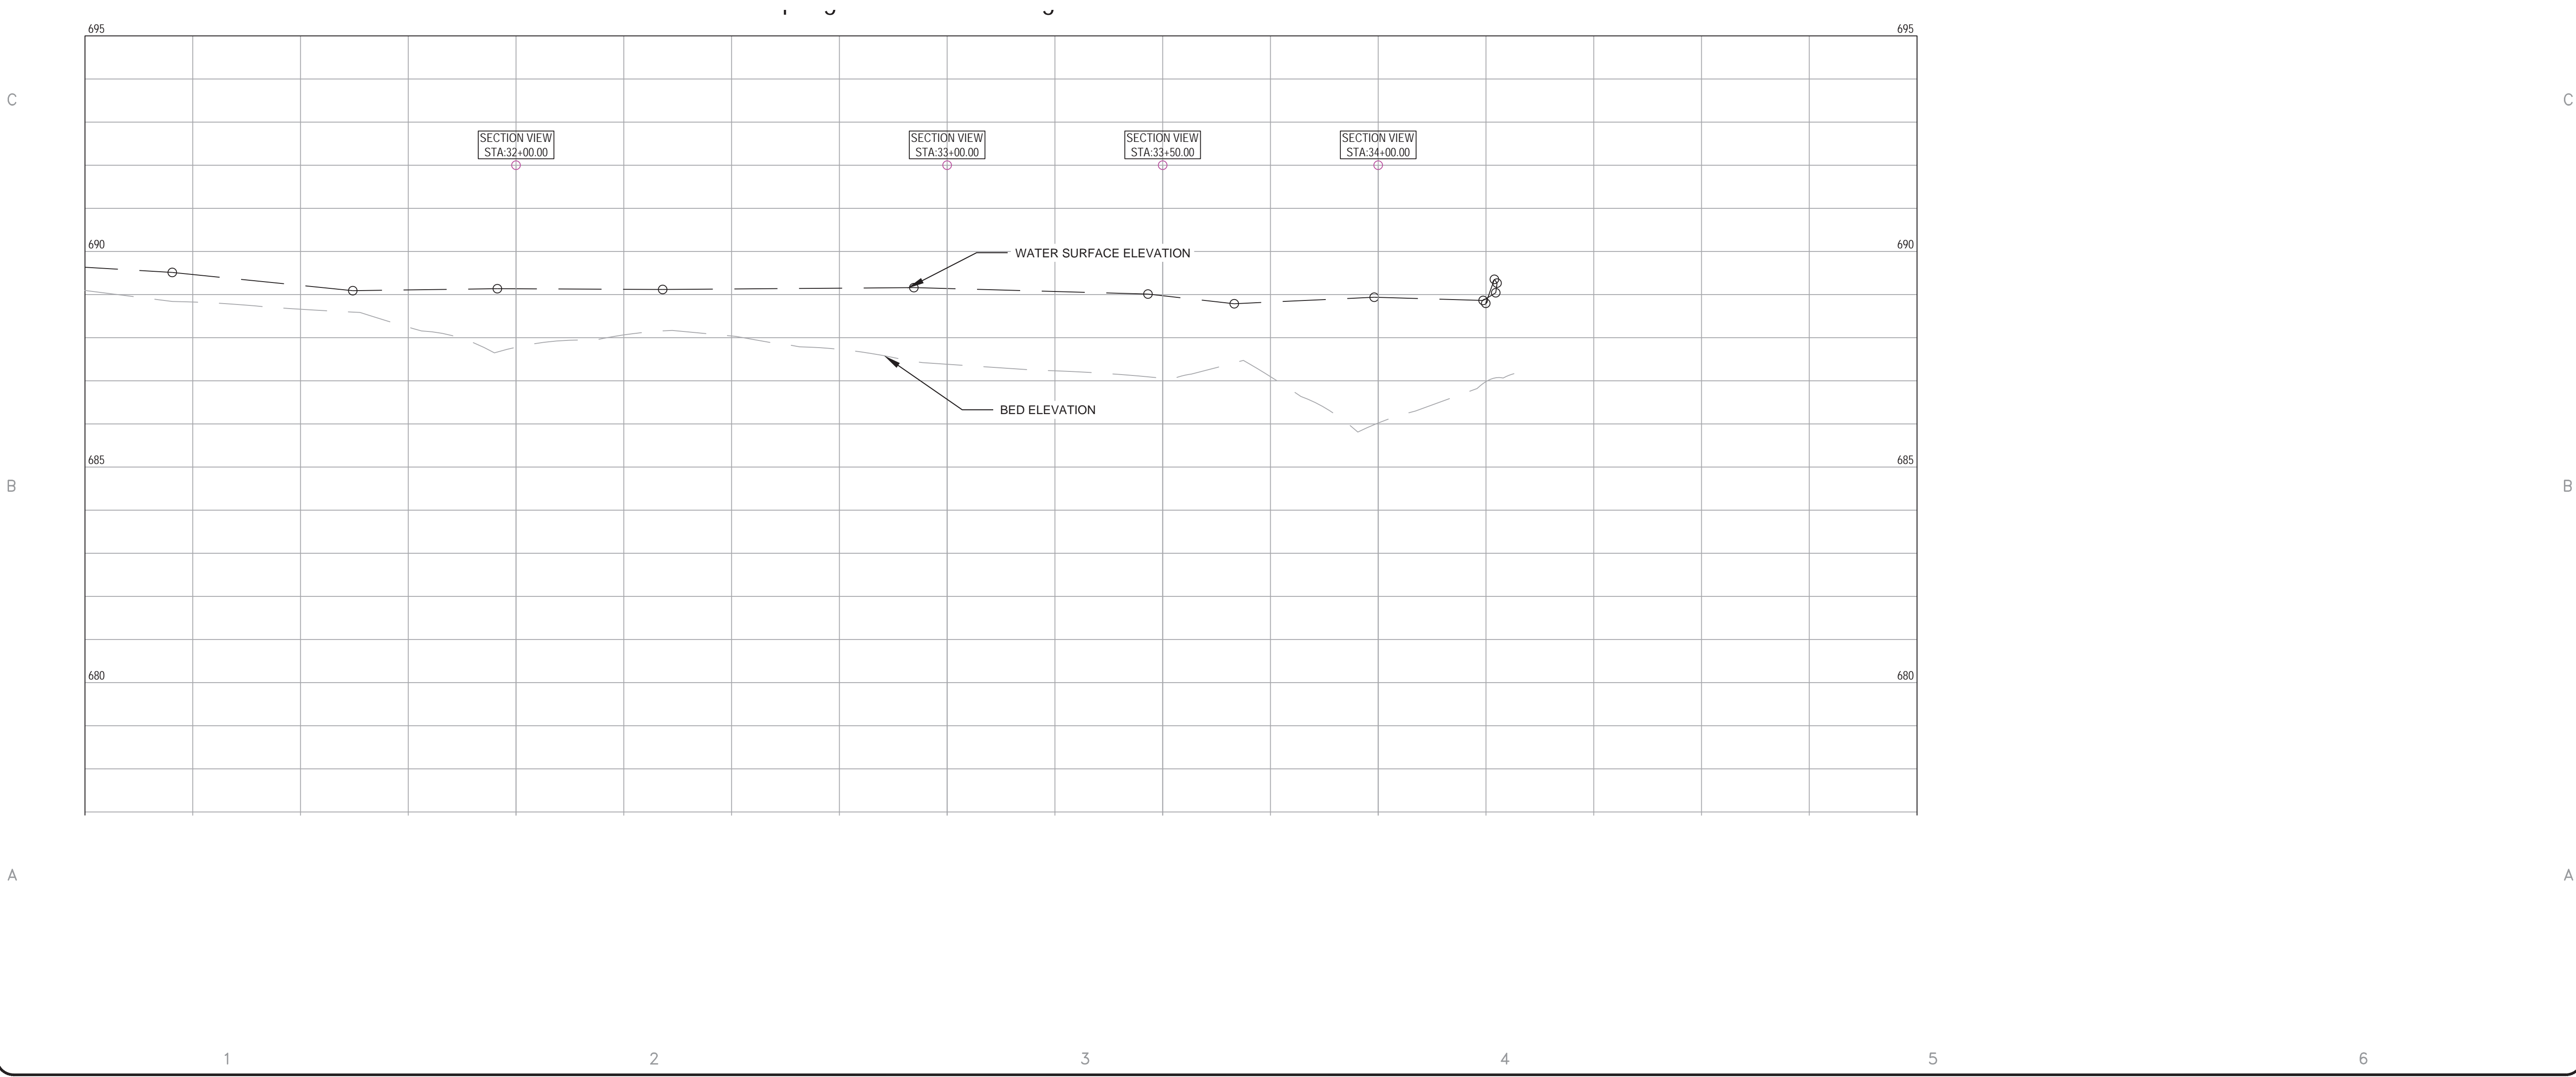 695 695
C C
SECTION VIEW SECTION VIEW SECTION VIEW SECTION VIEW
STA:32+00.00 STA:33+00.00 STA:33+50.00 STA:34+00.00
690 690
WATER SURFACE ELEVATION
BED ELEVATION
685 685
B B
680 680
A A
1 2 3 4 5 6